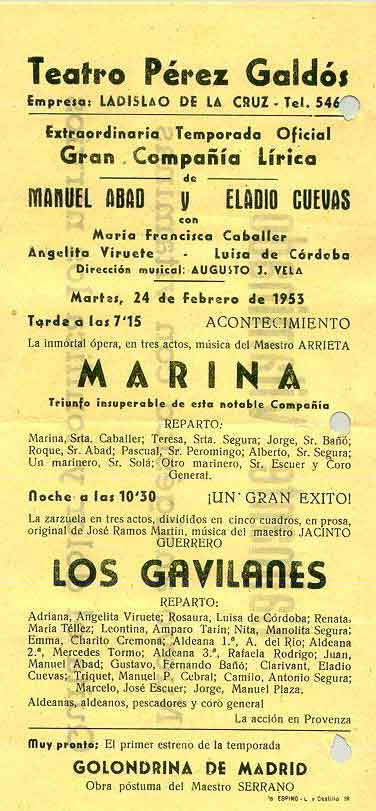 Teatro Pérez Galdós
Empresa: LADISLAO DE LA CRUZ - Tel. 546
Extraordinaria Temporada Oficial
Gran Compañía Lírica
de
MANUEL ABAD y ELADIO CUEVAS
con
María Francisca Caballer
Angelita Viruete - Luisa de Córdoba
Dirección musical: AUGUSTO J. VELA
Martes, 24 de febrero de 1953
Tarde a las 7'15 ACONTECIMIENTO
La inmortal ópera, en tres actos, música del Maestro ARRIETA
MARINA
Triunfo insuperable de esta notable Compañía
REPARTO:
Marina, Srta. Caballer; Teresa, Srta. Segura; Jorge, Sr. Bañó;
Roque, Sr. Abad; Pascual, Sr. Peromingo; Alberto, Sr. Segura;
Un marinero, Sr. Solá; Otro marinero, Sr. Escuer y Coro
General.
Noche a las 10'30 ¡UN GRAN EXITO!
La zarzuela en tres actos, divididos en cinco cuadros, en prosa,
original de José Ramos Martín, música del maestro JACINTO
GUERRERO
LOS GAVILANES
REPARTO:
Adriana, Angelita Viruete; Rosaura, Luisa de Córdoba; Renata,
María Téllez; Leontina, Amparo Tarín; Nita, Manolita Segura;
Emma, Charito Cremona; Aldeana 1.ª, A. del Rio; Aldeana
2.ª, Mercedes Tormo; Aldeana 3.ª, Rafaela Rodrigo; Juan,
Manuel Abad; Gustavo, Fernando Bañó; Clarivant, Eladio
Cuevas; Triquet, Manuel P. Cebral; Camilo, Antonio Segura;
Marcelo, José Escuer; Jorge, Manuel Plaza.
Aldeanas, aldeanos, pescadores y coro general
La acción en Provenza
Muy pronto: El primer estreno de la temporada
GOLONDRINA DE MADRID
Obra póstuma del Maestro SERRANO
ESPINO - L. y Castillo